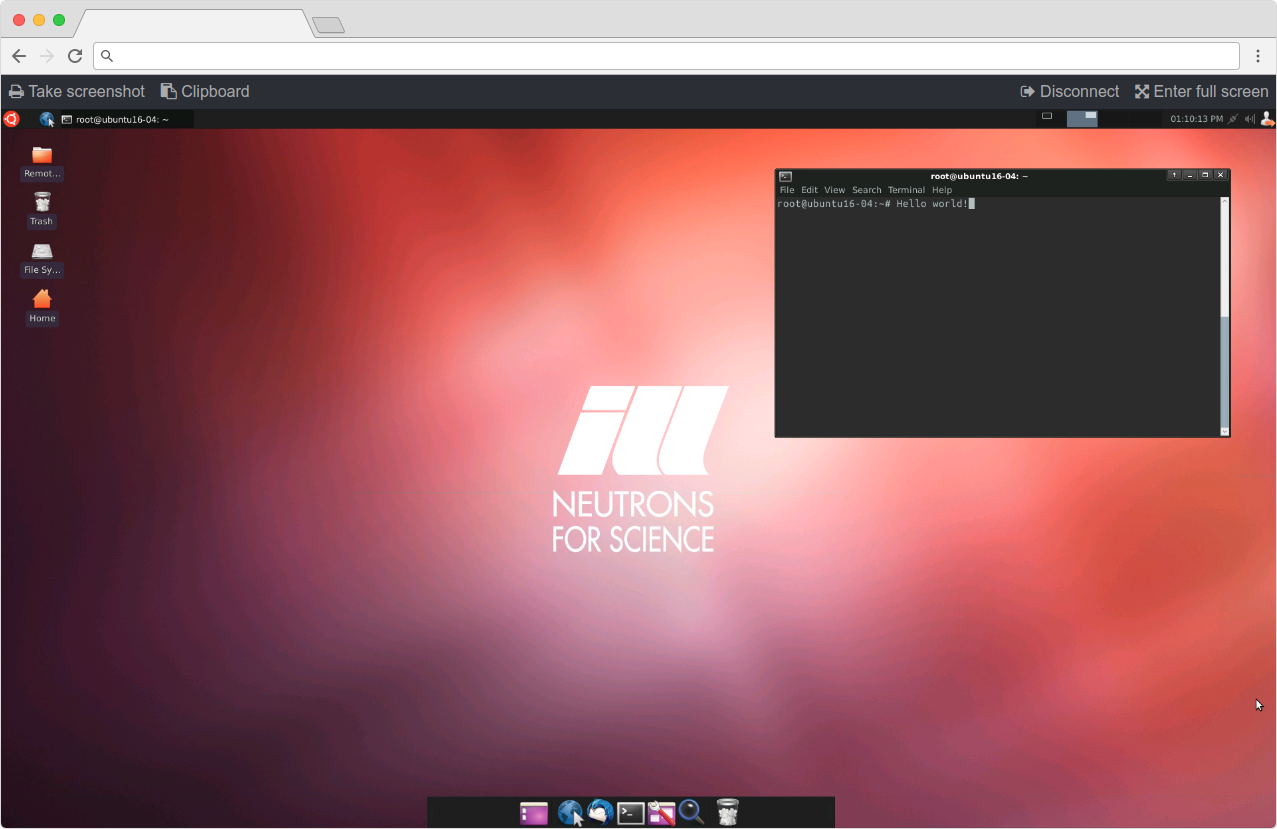 Take screenshot Clipboard Disconnect Enter full screen
root@ubuntu16-04: ~ 01:10:13 PM
Remot...
Trash
File Sy...
Home
root@ubuntu16-04: ~
File Edit View Search Terminal Help
root@ubuntu16-04:~# Hello world!
ill
NEUTRONS
FOR SCIENCE